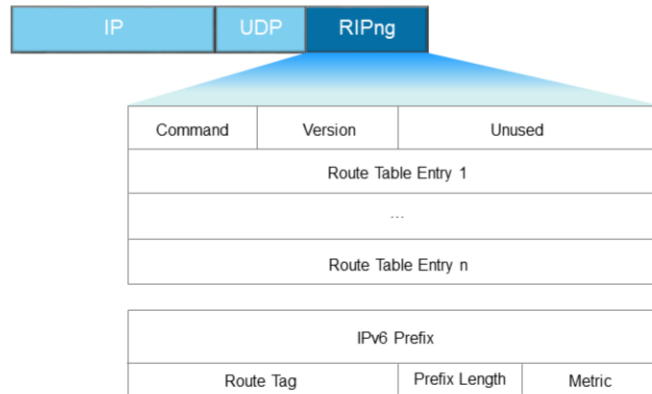 IP UDP RIPng
Command Version Unused
Route Table Entry 1
...
Route Table Entry n
IPv6 Prefix
Route Tag Prefix Length Metric